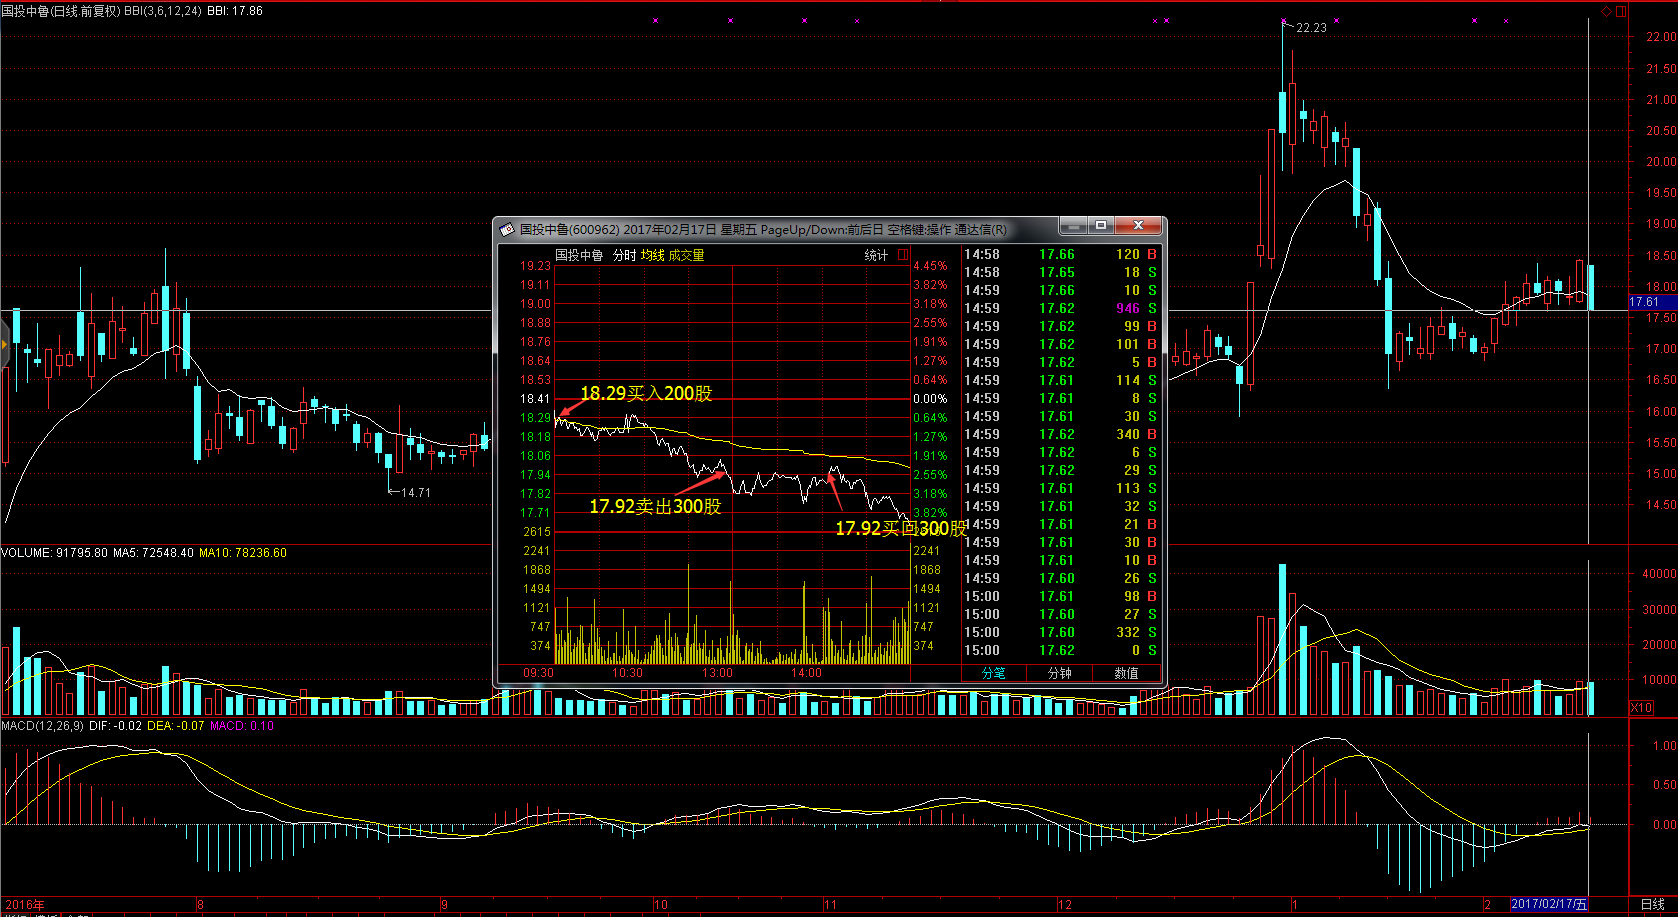 国投中鲁(日线.前复权) BBI(3,6,12,24) BBI: 17.86
22.23
22.00
21.50
21.00
20.50
20.00
19.50
19.00
18.50
18.00
17.61
17.50
17.00
16.50
16.00
15.50
15.00
14.50
14.71
国投中鲁(600962) 2017年02月17日 星期五 PageUp/Down:前后日 空格键:操作 通达信(R)
国投中鲁 分时 均线 成交量 统计
19.23 4.45%
19.11 3.82%
19.00 3.18%
18.88 2.55%
18.76 1.91%
18.64 1.27%
18.53 0.64%
18.41 0.00%
18.29 0.64%
18.18 1.27%
18.06 1.91%
17.94 2.55%
17.82 3.18%
17.71 3.82%
2615
2241 2241
1868 1868
1494 1494
1121 1121
747 747
374 374
09:30 10:30 13:00 14:00
18.29买入200股
17.92卖出300股
17.92买回300股
14:58 17.66 120 B
14:58 17.65 18 S
14:59 17.66 10 S
14:59 17.62 946 S
14:59 17.62 99 B
14:59 17.62 101 B
14:59 17.62 5 B
14:59 17.61 114 S
14:59 17.61 8 S
14:59 17.61 30 S
14:59 17.62 340 B
14:59 17.62 6 S
14:59 17.62 29 S
14:59 17.61 113 S
14:59 17.61 32 S
14:59 17.61 21 B
14:59 17.61 30 B
14:59 17.61 10 B
14:59 17.60 26 S
15:00 17.61 98 B
15:00 17.60 27 S
15:00 17.60 332 S
15:00 17.62 0 S
分笔 分钟 数值
VOLUME: 91795.80 MA5: 72548.40 MA10: 78236.60
40000
30000
20000
10000
X10
MACD(12,26,9) DIF: -0.02 DEA: -0.07 MACD: 0.10
1.00
0.50
0.00
2016年 8 9 10 11 12 1 2 2017/02/17/五 日线